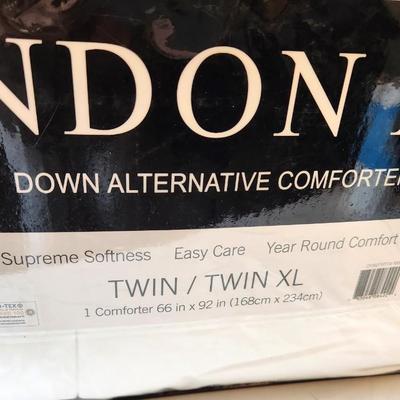 NDON
DOWN ALTERNATIVE COMFORTE
Supreme Softness Easy Care Year Round Comfort
TWIN / TWIN XL
1 Comforter 66 in x 92 in (168cm x 234cm)
-TEX